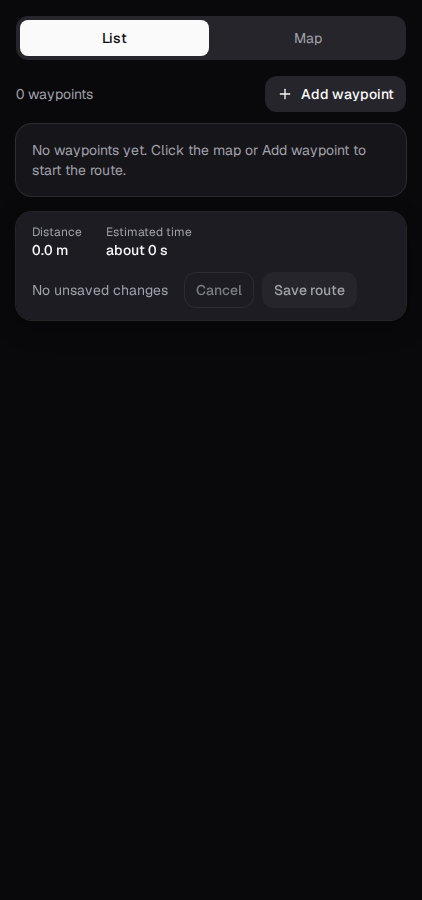 List
Map
0 waypoints
Add waypoint
No waypoints yet. Click the map or Add waypoint to
start the route.
Distance
Estimated time
0.0 m
about 0 s
No unsaved changes
Cancel
Save route